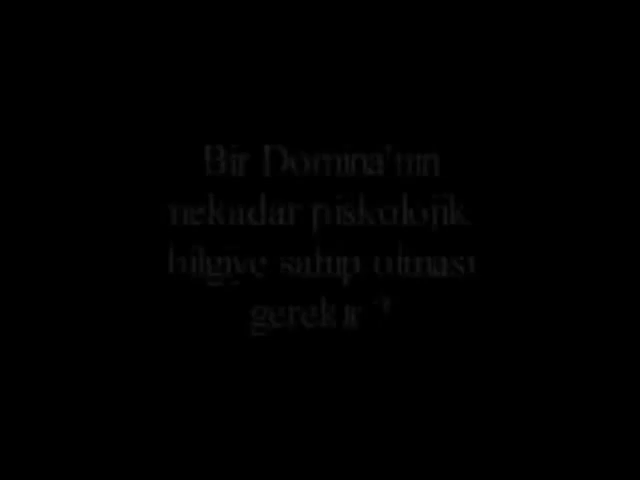 Bir Domina'nın
nekadar piskolojik
bilgiye sahip olması
gerekir ?